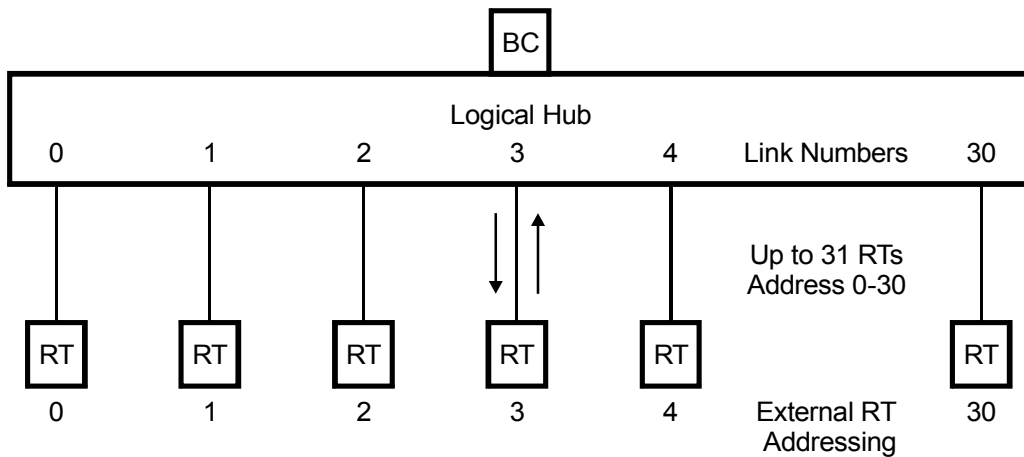 BC
Logical Hub
0 1 2 3 4 Link Numbers 30
Up to 31 RTs
Address 0-30
RT RT RT RT RT RT
0 1 2 3 4 External RT 30
Addressing